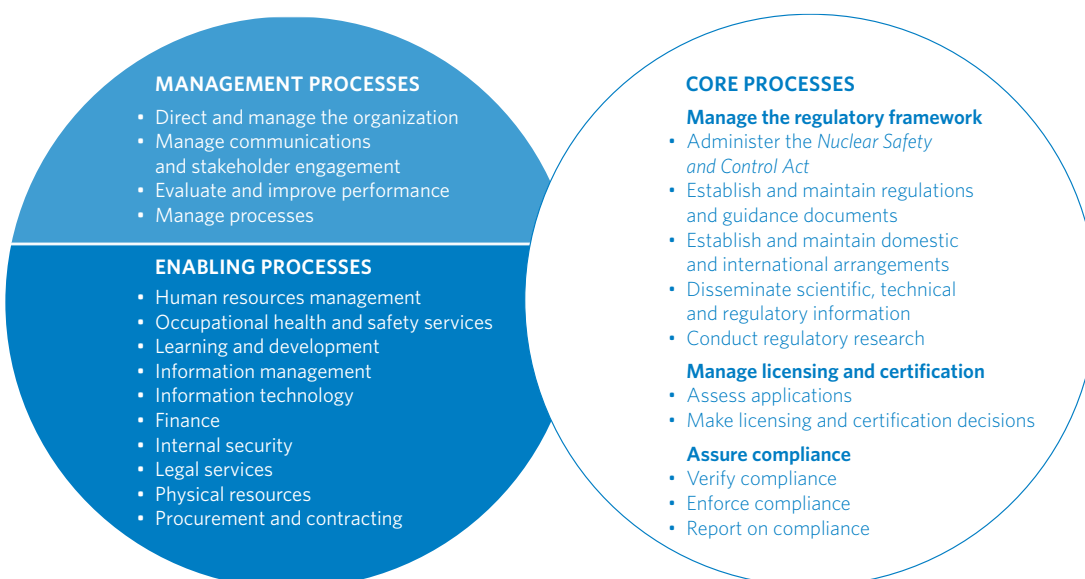 MANAGEMENT PROCESSES
• Direct and manage the organization
• Manage communications
and stakeholder engagement
• Evaluate and improve performance
• Manage processes
ENABLING PROCESSES
• Human resources management
• Occupational health and safety services
• Learning and development
• Information management
• Information technology
• Finance
• Internal security
• Legal services
• Physical resources
• Procurement and contracting
CORE PROCESSES
Manage the regulatory framework
• Administer the Nuclear Safety
and Control Act
• Establish and maintain regulations
and guidance documents
• Establish and maintain domestic
and international arrangements
• Disseminate scientific, technical
and regulatory information
• Conduct regulatory research
Manage licensing and certification
• Assess applications
• Make licensing and certification decisions
Assure compliance
• Verify compliance
• Enforce compliance
• Report on compliance